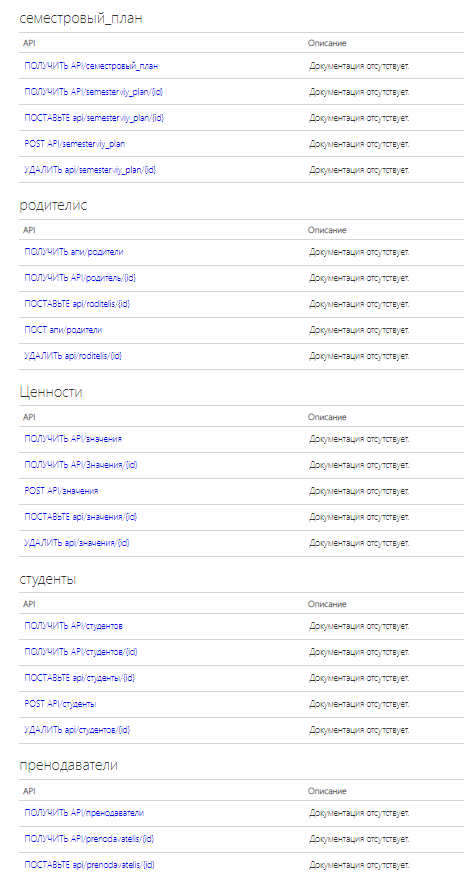 семестровый_план
API Описание
ПОЛУЧИТЬ API/семестровый_план Документация отсутствует.
ПОЛУЧИТЬ API/semesterviy_plan/{id} Документация отсутствует.
ПОСТАВЬТЕ api/semesterviy_plan/{id} Документация отсутствует.
POST API/semesterviy_plan Документация отсутствует.
УДАЛИТЬ api/semesterviy_plan/{id} Документация отсутствует.
родителис
API Описание
ПОЛУЧИТЬ апи/родители Документация отсутствует.
ПОЛУЧИТЬ API/родитель/{id} Документация отсутствует.
ПОСТАВЬТЕ api/roditelis/{id} Документация отсутствует.
ПОСТ апи/родители Документация отсутствует.
УДАЛИТЬ api/roditelis/{id} Документация отсутствует.
Ценности
API Описание
ПОЛУЧИТЬ API/значения Документация отсутствует.
ПОЛУЧИТЬ API/Значения/{id} Документация отсутствует.
POST API/значения Документация отсутствует.
ПОСТАВЬТЕ api/значения/{id} Документация отсутствует.
УДАЛИТЬ api/значения/{id} Документация отсутствует.
студенты
API Описание
ПОЛУЧИТЬ API/студентов Документация отсутствует.
ПОЛУЧИТЬ API/студентов/{id} Документация отсутствует.
ПОСТАВЬТЕ api/студенты/{id} Документация отсутствует.
POST API/студенты Документация отсутствует.
УДАЛИТЬ api/студентов/{id} Документация отсутствует.
пренодаватели
API Описание
ПОЛУЧИТЬ API/пренодаватели Документация отсутствует.
ПОЛУЧИТЬ API/prenodavatelis/{id} Документация отсутствует.
ПОСТАВЬТЕ api/prenodavatelis/{id} Документация отсутствует.